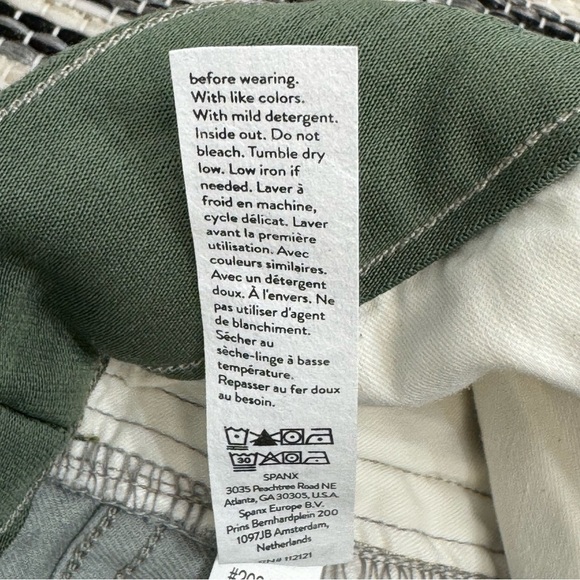 before wearing.
With like colors.
With mild detergent.
Inside out. Do not
bleach. Tumble dry
low. Low iron if
needed. Laver à
froid en machine,
cycle délicat. Laver
avant la première
utilisation. Avec
couleurs similaires.
Avec un détergent
doux. À l'envers. Ne
pas utiliser d'agent
de blanchiment.
Sécher au
sèche-linge à basse
température.
Repasser au fer doux
au besoin.
30
SPANX
3035 Peachtree Road NE
Atlanta, GA 30305, U.S.A.
Spanx Europe B.V.
Prins Bernhardplein 200
1097JB Amsterdam,
Netherlands
RN# 112121